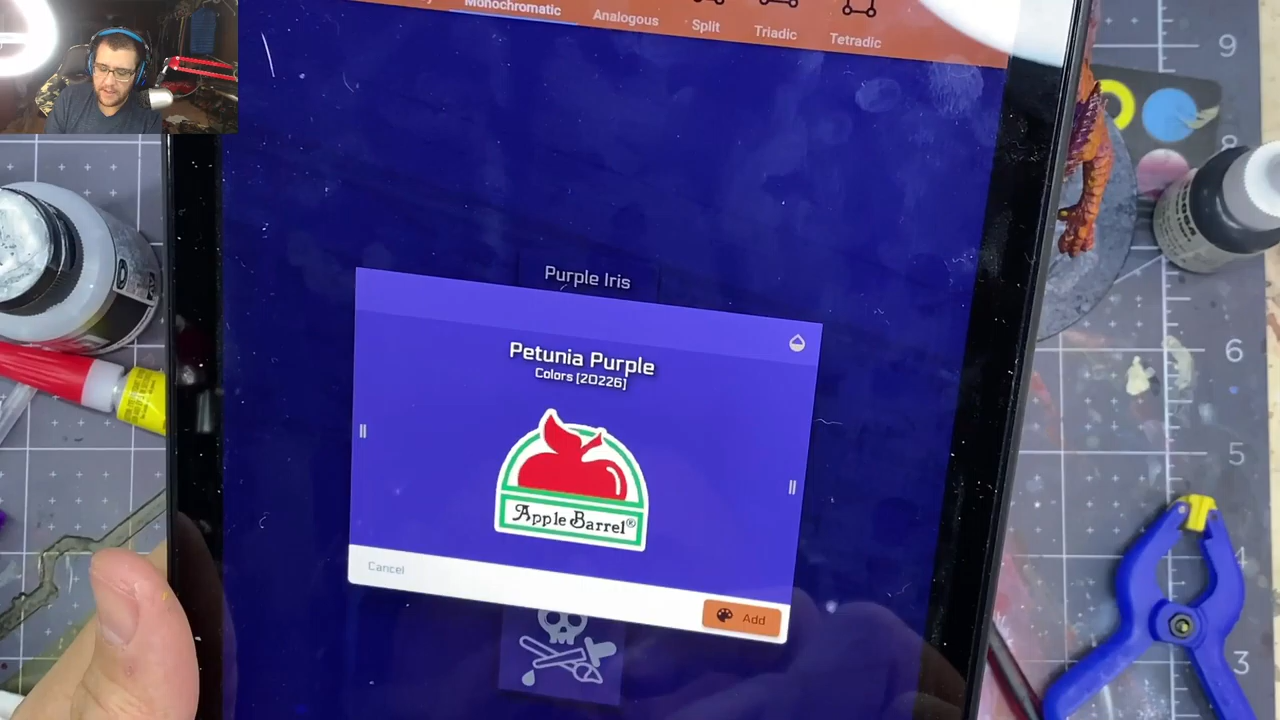 Monochromatic
Analogous
Split
Triadic
Tetradic
Purple Iris
Petunia Purple
Colors [20226]
Apple Barrel®
Cancel
Add
9
8
6
5
4
3